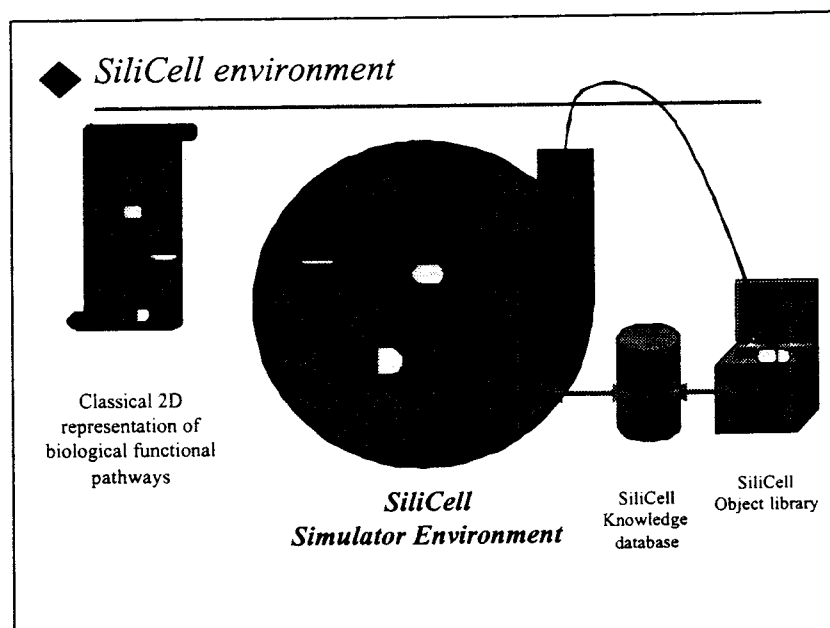 SiliCell environment
Classical 2D
representation of
biological functional
pathways
SiliCell
Simulator Environment
SiliCell
Knowledge
database
SiliCell
Object library